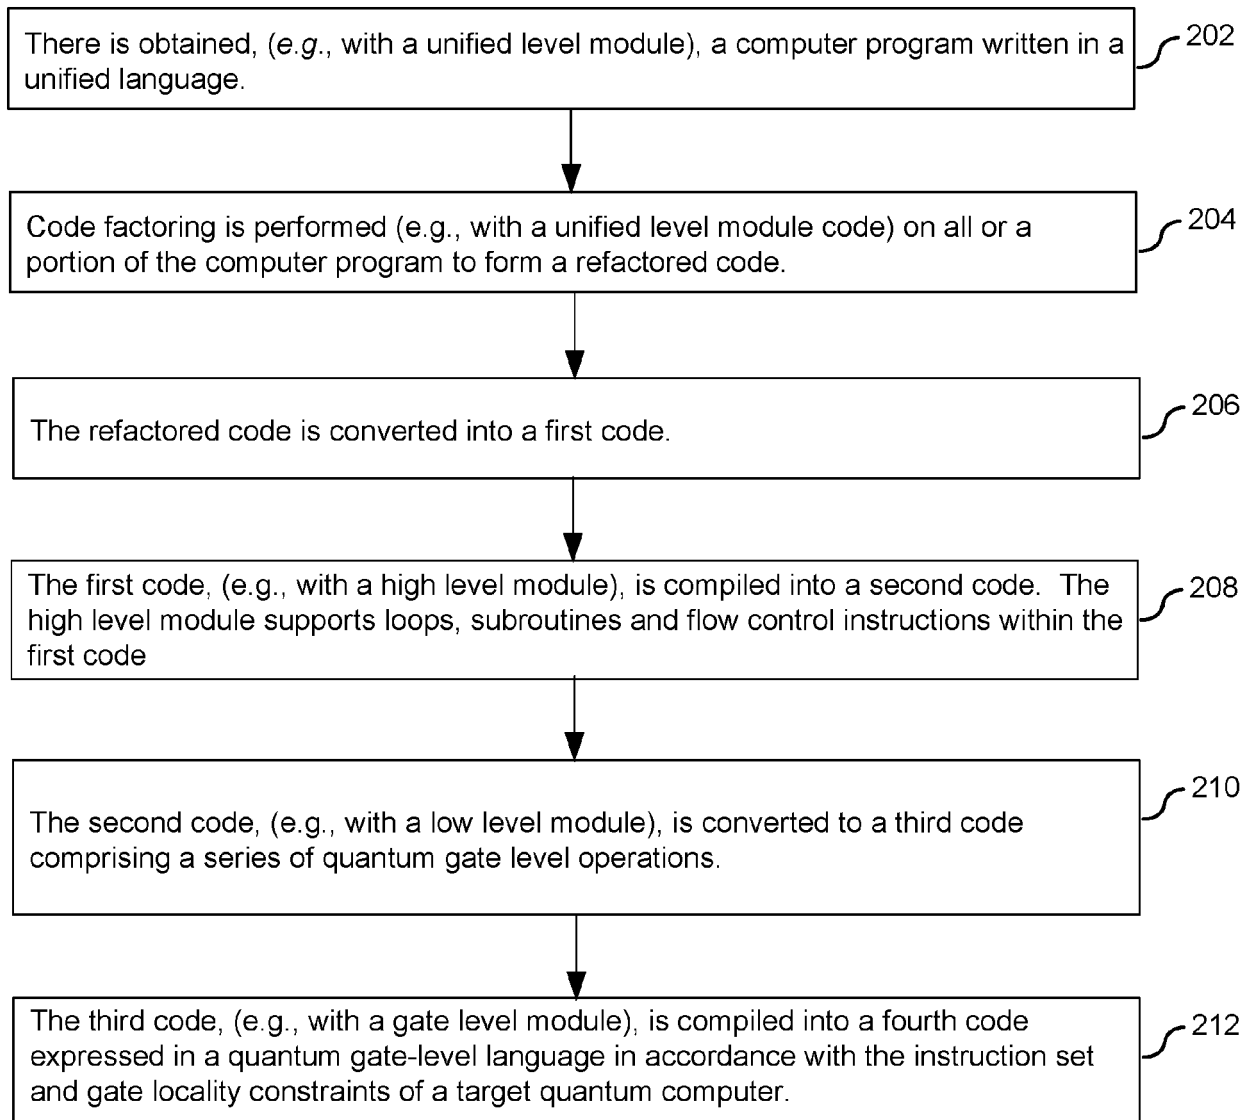 There is obtained, (e.g., with a unified level module), a computer program written in a
unified language.
202
Code factoring is performed (e.g., with a unified level module code) on all or a
portion of the computer program to form a refactored code.
204
The refactored code is converted into a first code.
206
The first code, (e.g., with a high level module), is compiled into a second code.  The
high level module supports loops, subroutines and flow control instructions within the
first code
208
The second code, (e.g., with a low level module), is converted to a third code
comprising a series of quantum gate level operations.
210
The third code, (e.g., with a gate level module), is compiled into a fourth code
expressed in a quantum gate-level language in accordance with the instruction set
and gate locality constraints of a target quantum computer.
212